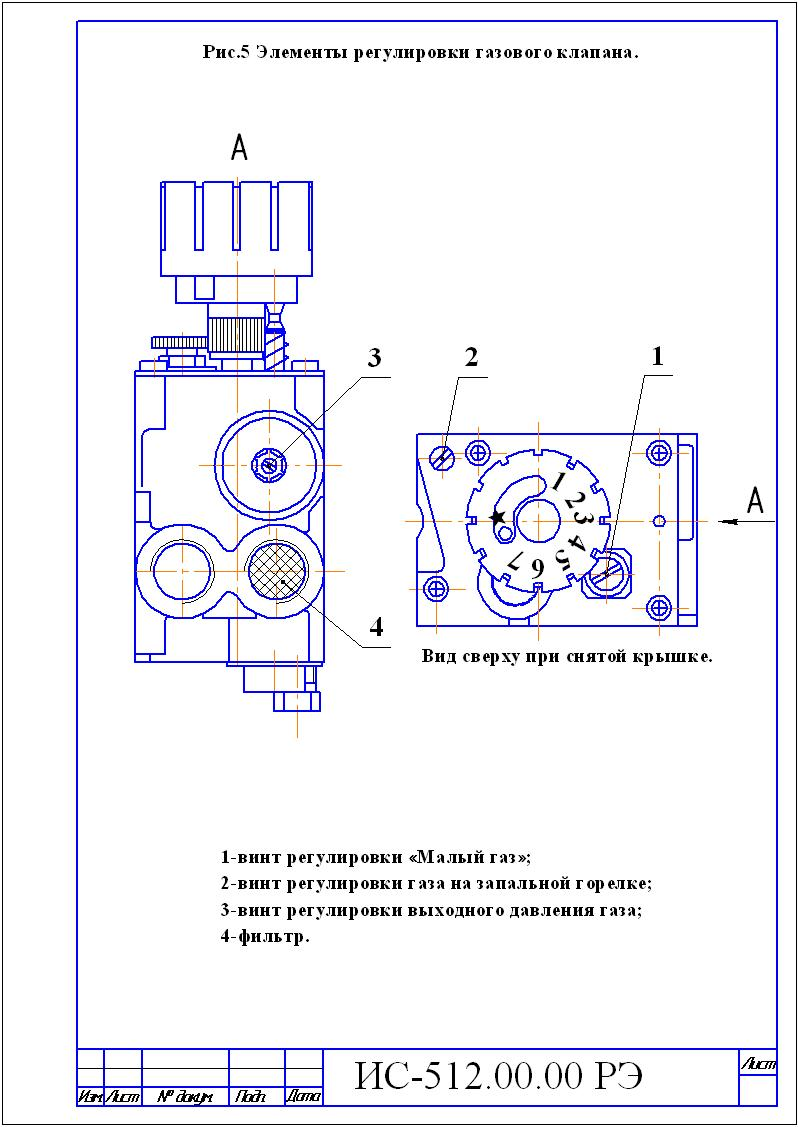 Рис.5 Элементы регулировки газового клапана.
А
3
2
1
А
1 2 3 4 5 6 7
4
Вид сверху при снятой крышке.
1-винт регулировки «Малый газ»;
2-винт регулировки газа на запальной горелке;
3-винт регулировки выходного давления газа;
4-фильтр.
ИС-512.00.00 РЭ
Лист
Изм Лист № докум. Подп. Дата